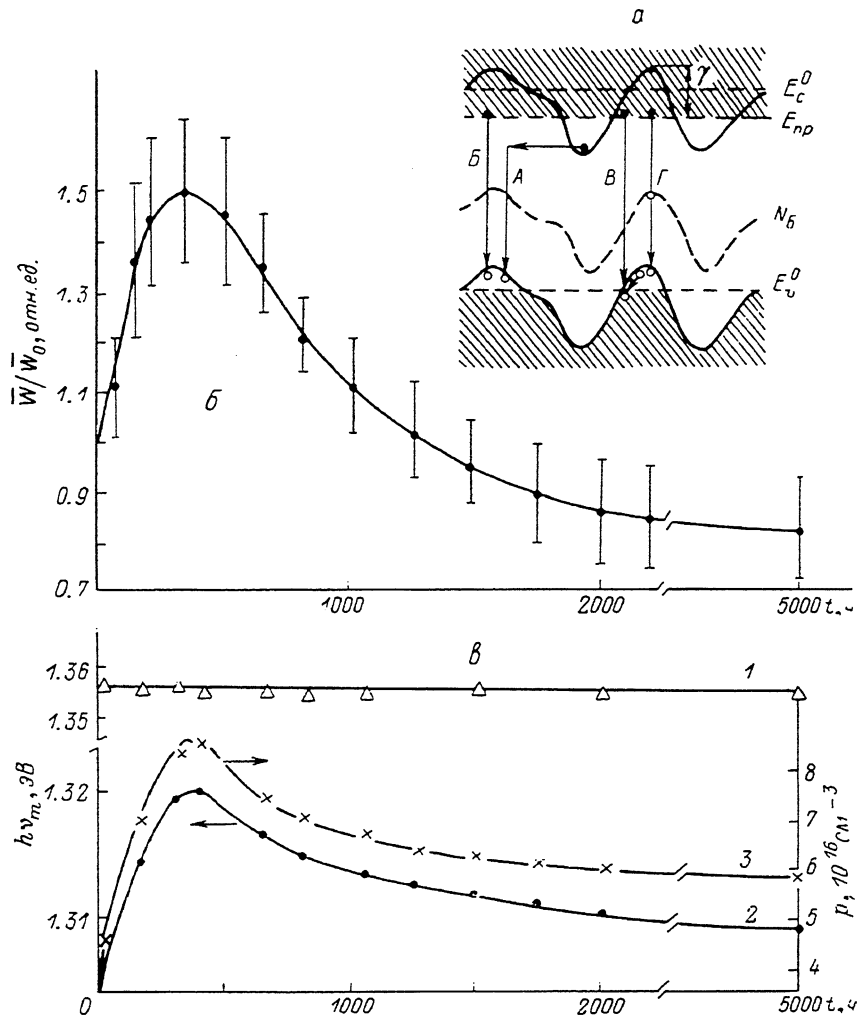 а
γ
E_c^0
E_пр
Б
А
В
Г
N_Б
E_v^0
W̄/W̄_0, отн.ед.
1.5
1.3
1.1
0.9
0.7
б
1000
2000
5000 t, ч
в
1
1.36
1.35
1.32
1.31
hν_m, эВ
8
7
6
5
4
p, 10^16 см^-3
3
2
0
1000
2000
5000 t, ч